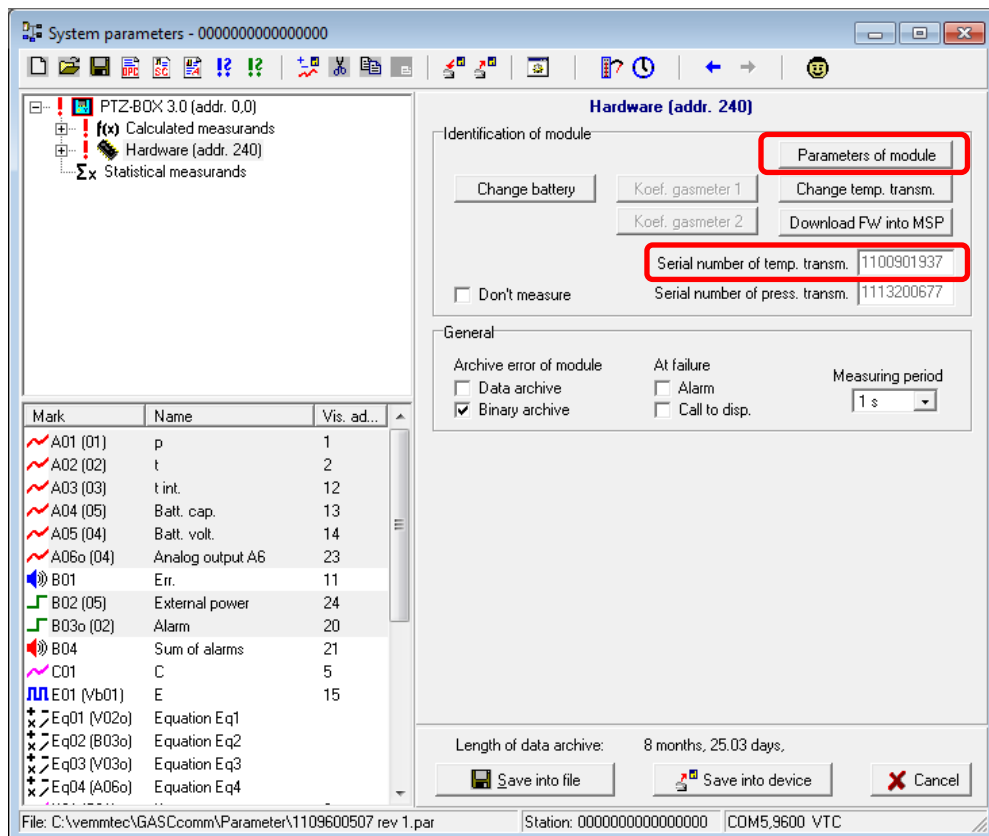 System parameters - 0000000000000000
PTZ-BOX 3.0 (addr. 0,0)
f(x) Calculated measurands
Hardware (addr. 240)
Σx Statistical measurands
Mark Name Vis. ad...
A01 (01) p 1
A02 (02) t 2
A03 (03) t int. 12
A04 (05) Batt. cap. 13
A05 (04) Batt. volt. 14
A06o (04) Analog output A6 23
B01 Err. 11
B02 (05) External power 24
B03o (02) Alarm 20
B04 Sum of alarms 21
C01 C 5
E01 (Vb01) E 15
Eq01 (V02o) Equation Eq1
Eq02 (B03o) Equation Eq2
Eq03 (V03o) Equation Eq3
Eq04 (A06o) Equation Eq4
Hardware (addr. 240)
Identification of module
Parameters of module
Change battery Koef. gasmeter 1 Change temp. transm.
Koef. gasmeter 2 Download FW into MSP
Serial number of temp. transm. 1100901937
Don't measure Serial number of press. transm. 1113200677
General
Archive error of module At failure Measuring period
Data archive Alarm 1 s
Binary archive Call to disp.
Length of data archive: 8 months, 25.03 days,
Save into file Save into device Cancel
File: C:\vemmtec\GASCcomm\Parameter\1109600507 rev 1.par Station: 0000000000000000 COM5,9600 VTC